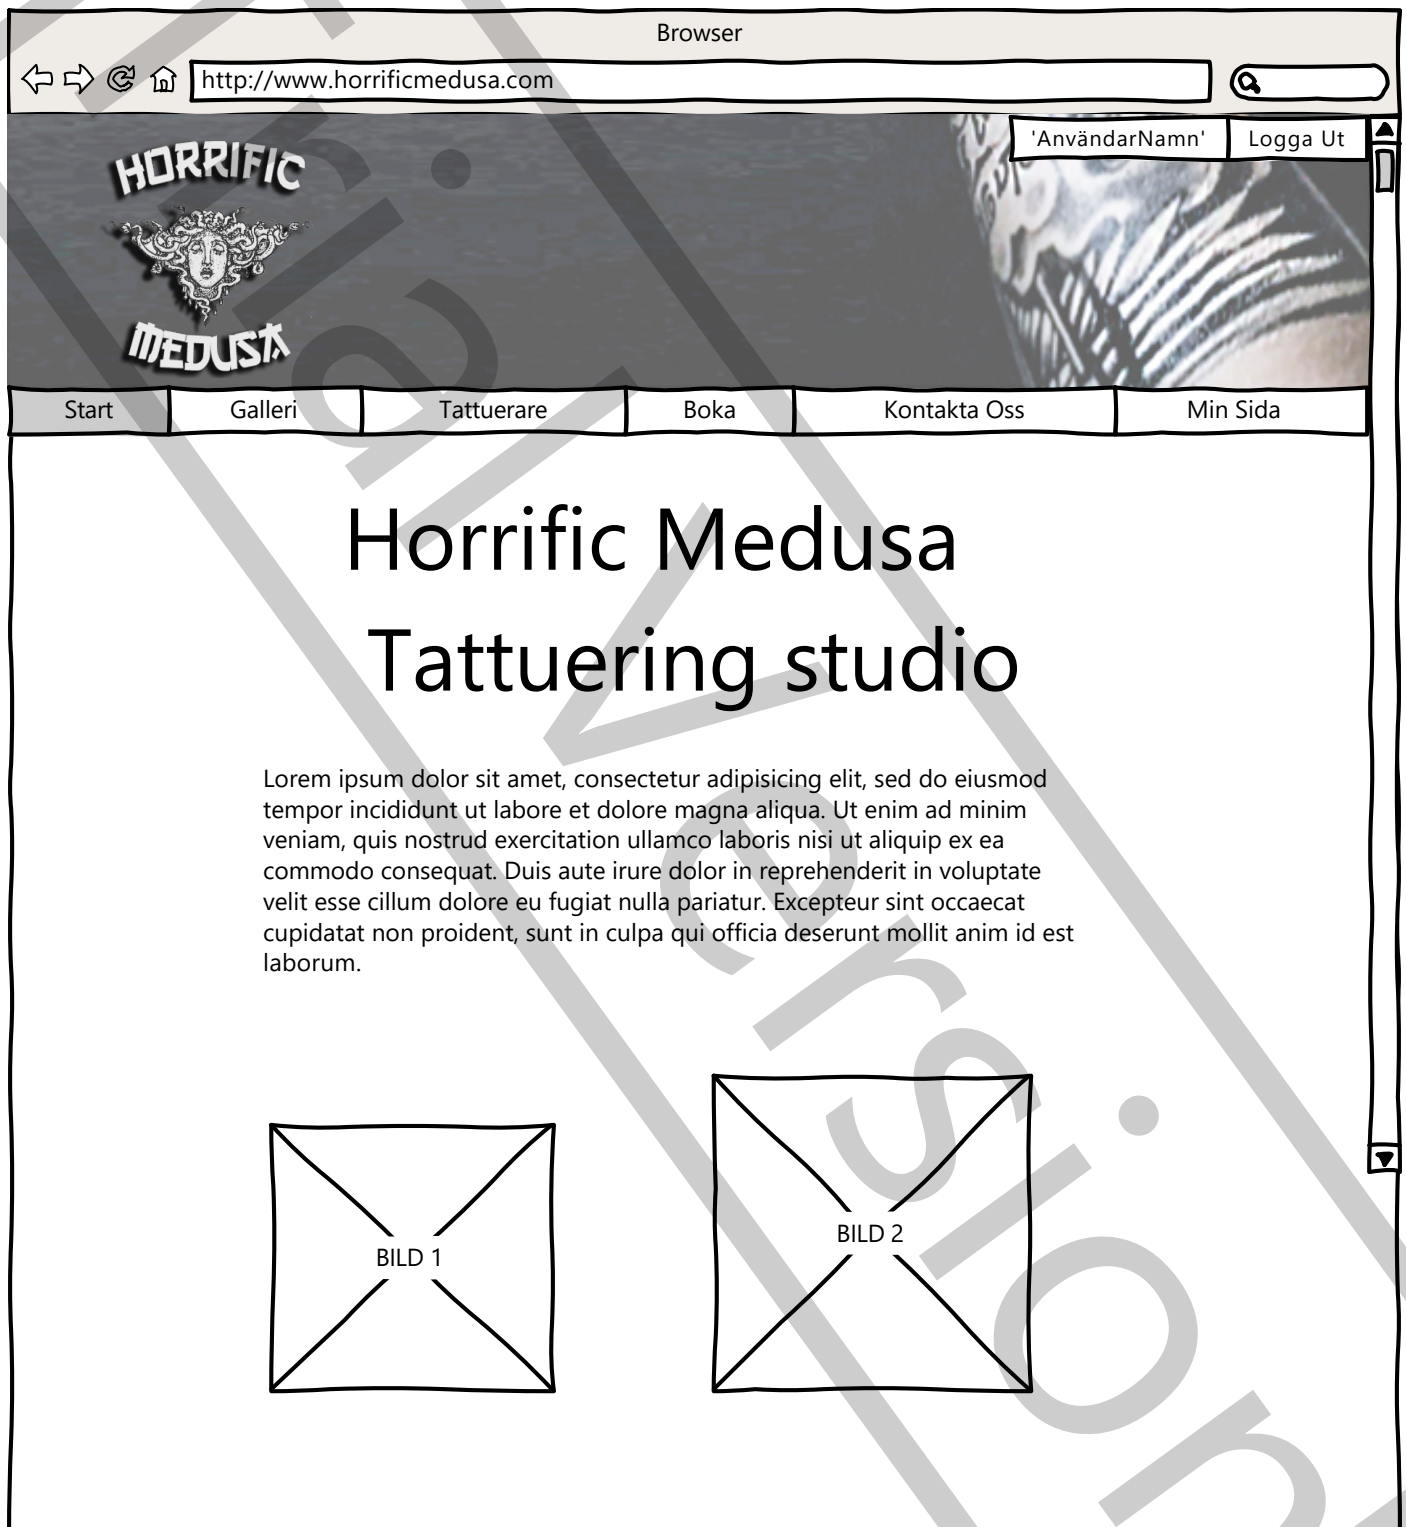 Browser
http://www.horrificmedusa.com
'AnvändarNamn' Logga Ut
HORRIFIC
MEDUSA
Start Galleri Tattuerare Boka Kontakta Oss Min Sida
Horrific Medusa
Tattuering studio
Lorem ipsum dolor sit amet, consectetur adipisicing elit, sed do eiusmod
tempor incididunt ut labore et dolore magna aliqua. Ut enim ad minim
veniam, quis nostrud exercitation ullamco laboris nisi ut aliquip ex ea
commodo consequat. Duis aute irure dolor in reprehenderit in voluptate
velit esse cillum dolore eu fugiat nulla pariatur. Excepteur sint occaecat
cupidatat non proident, sunt in culpa qui officia deserunt mollit anim id est
laborum.
BILD 1
BILD 2
Trial Version